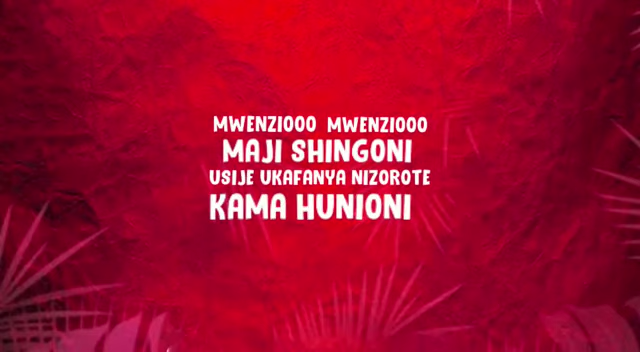 MWENZIOOO MWENZIOOO
MAJI SHINGONI
USIJE UKAFANYA NIZOROTE
KAMA HUNIONI